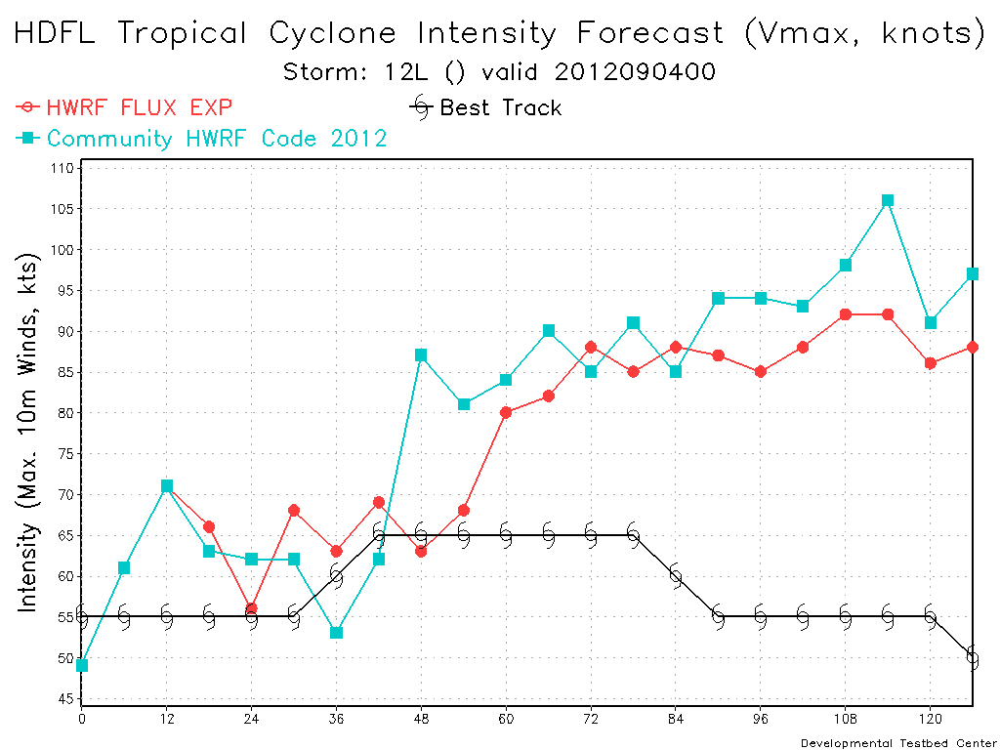 HDFL Tropical Cyclone Intensity Forecast (Vmax, knots)
Storm: 12L () valid 2012090400
HWRF FLUX EXP
Best Track
Community HWRF Code 2012
Intensity (Max. 10m Winds, kts)
110
105
100
95
90
85
80
75
70
65
60
55
50
45
0 12 24 36 48 60 72 84 96 108 120
Developmental Testbed Center